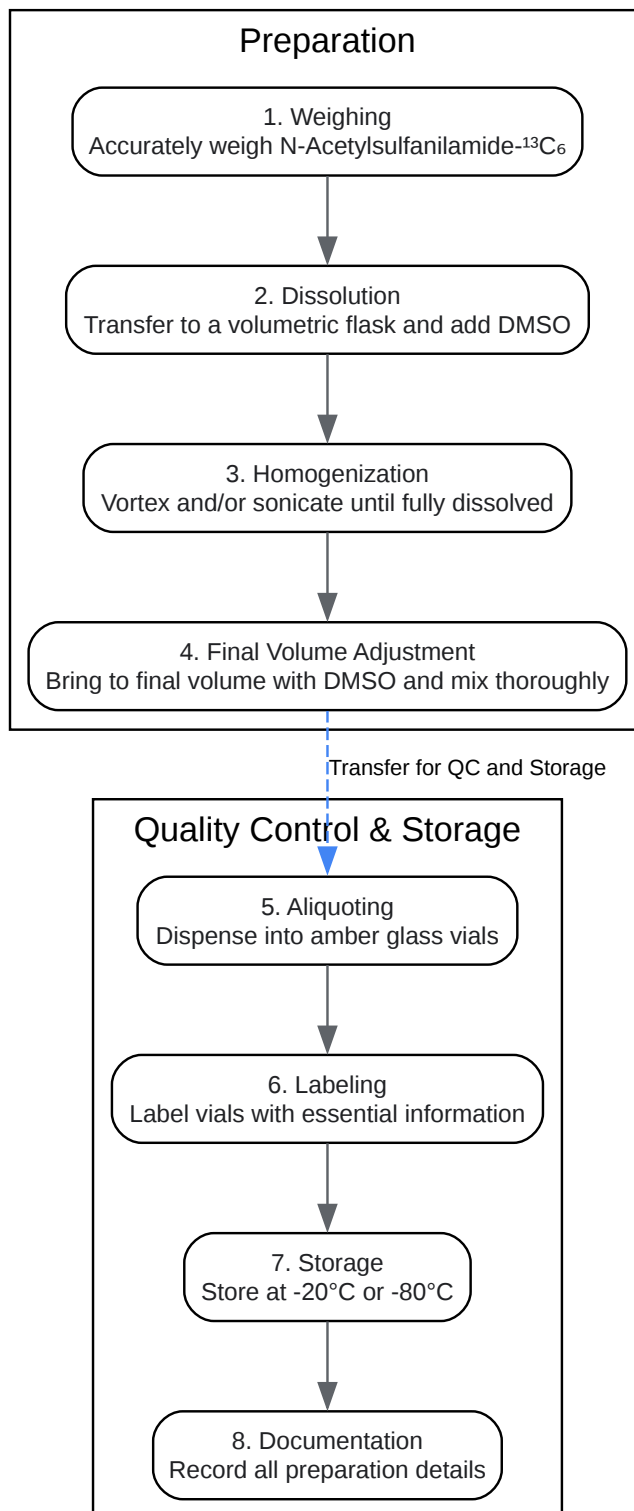 Preparation
1. Weighing
Accurately weigh N-Acetylsulfanilamide-¹³C₆
2. Dissolution
Transfer to a volumetric flask and add DMSO
3. Homogenization
Vortex and/or sonicate until fully dissolved
4. Final Volume Adjustment
Bring to final volume with DMSO and mix thoroughly
Transfer for QC and Storage
Quality Control & Storage
5. Aliquoting
Dispense into amber glass vials
6. Labeling
Label vials with essential information
7. Storage
Store at -20°C or -80°C
8. Documentation
Record all preparation details